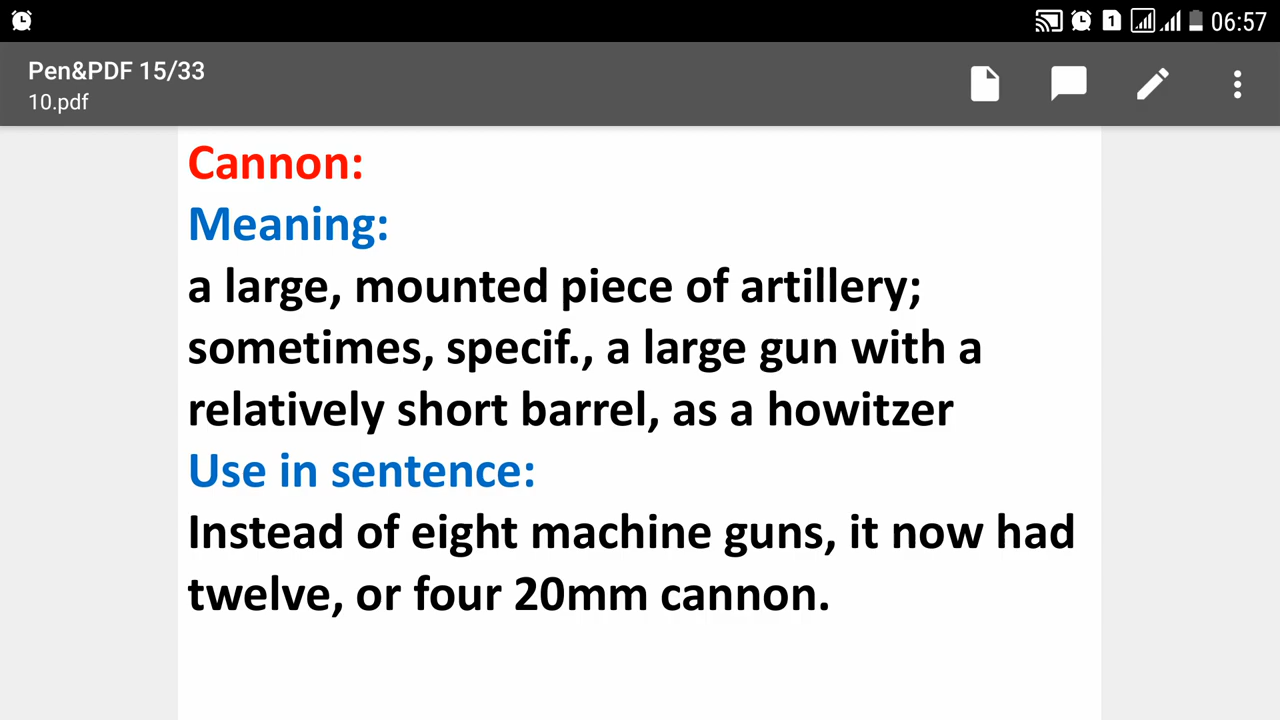 1
06:57
Pen&PDF 15/33
10.pdf
Cannon:
Meaning:
a large, mounted piece of artillery;
sometimes, specif., a large gun with a
relatively short barrel, as a howitzer
Use in sentence:
Instead of eight machine guns, it now had
twelve, or four 20mm cannon.